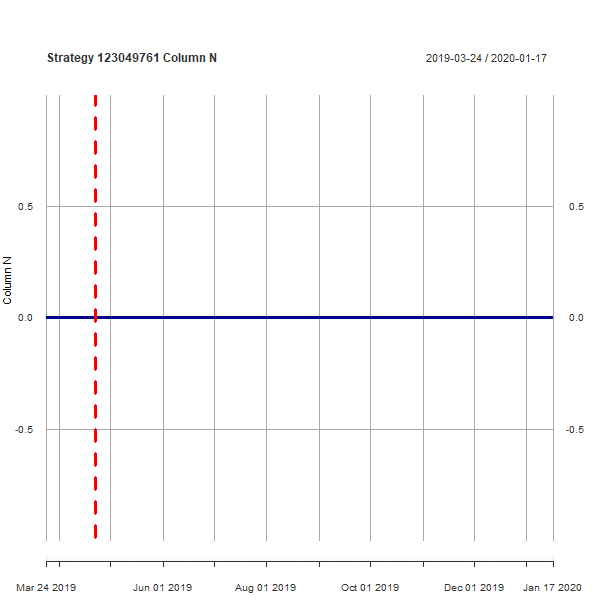 Strategy 123049761 Column N
2019-03-24 / 2020-01-17
0.5
0.5
Column N
0.0
0.0
-0.5
-0.5
Mar 24 2019
Jun 01 2019
Aug 01 2019
Oct 01 2019
Dec 01 2019
Jan 17 2020